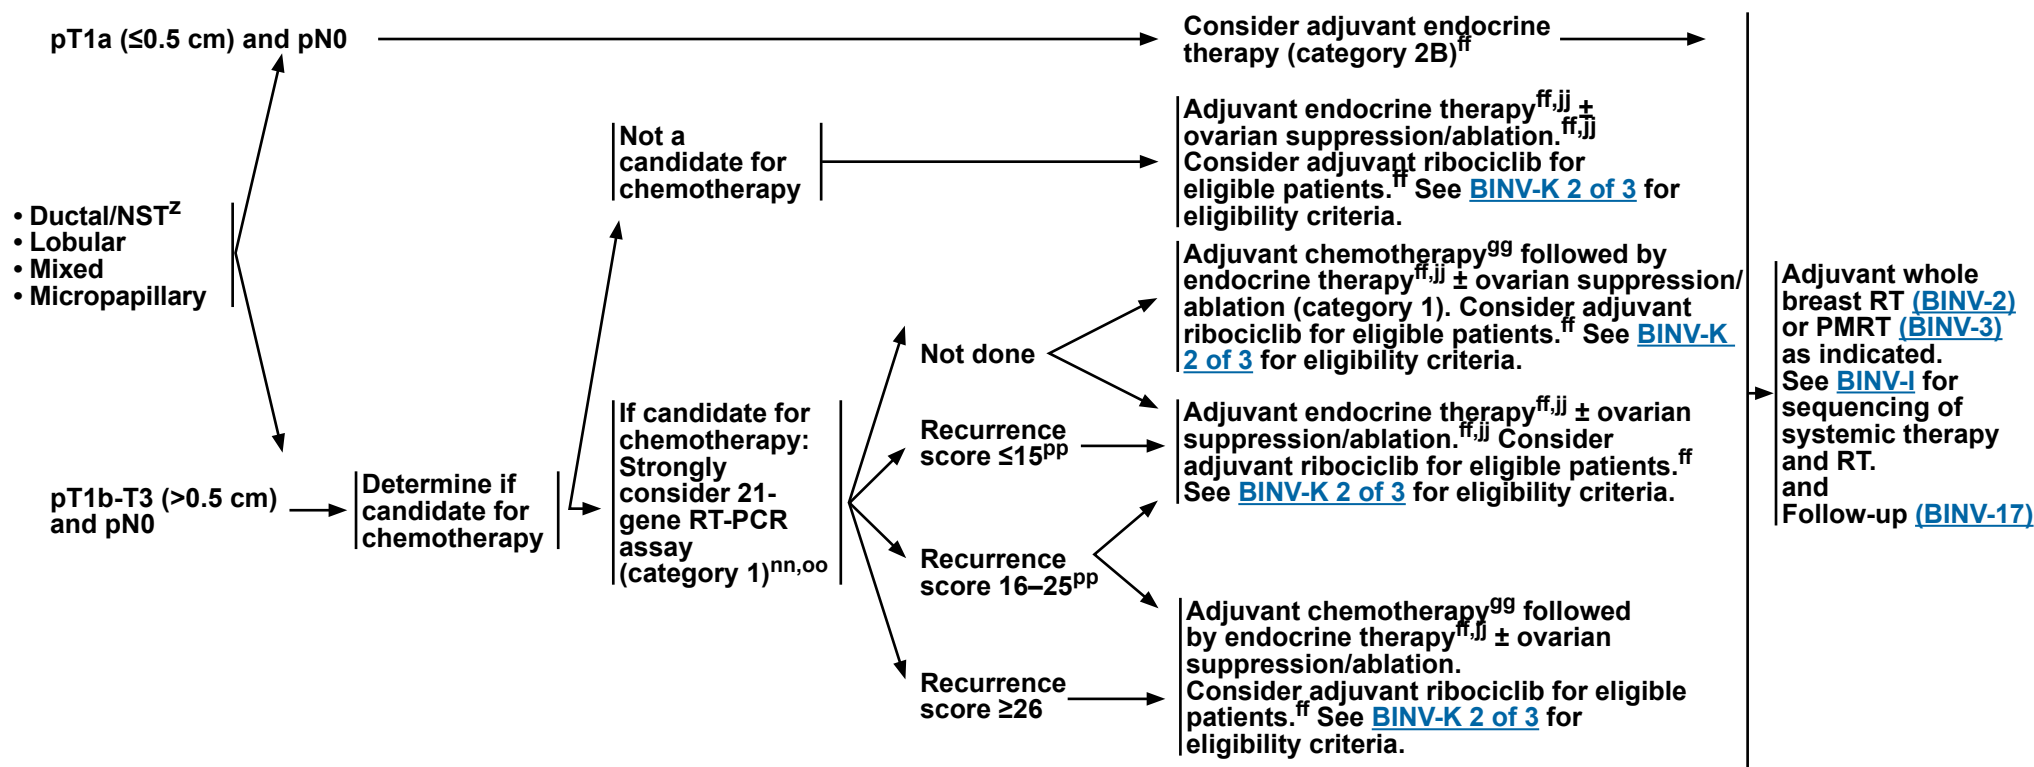 pT1a (≤0.5 cm) and pN0
Consider adjuvant endocrine
therapy (category 2B)ff
• Ductal/NSTz
• Lobular
• Mixed
• Micropapillary
Not a
candidate for
chemotherapy
Adjuvant endocrine therapyff,jj ±
ovarian suppression/ablation.ff,jj
Consider adjuvant ribociclib for
eligible patients.ff See BINV-K 2 of 3 for
eligibility criteria.
pT1b-T3 (>0.5 cm)
and pN0
Determine if
candidate for
chemotherapy
If candidate for
chemotherapy:
Strongly
consider 21-
gene RT-PCR
assay
(category 1)nn,oo
Not done
Adjuvant chemotherapygg followed by
endocrine therapyff,jj ± ovarian suppression/
ablation (category 1). Consider adjuvant
ribociclib for eligible patients.ff See BINV-K
2 of 3 for eligibility criteria.
Recurrence
score ≤15pp
Adjuvant endocrine therapyff,jj ± ovarian
suppression/ablation.ff,jj Consider
adjuvant ribociclib for eligible patients.ff
See BINV-K 2 of 3 for eligibility criteria.
Recurrence
score 16–25pp
Recurrence
score ≥26
Adjuvant chemotherapygg followed
by endocrine therapyff,jj ± ovarian
suppression/ablation.
Consider adjuvant ribociclib for eligible
patients.ff See BINV-K 2 of 3 for
eligibility criteria.
Adjuvant whole
breast RT (BINV-2)
or PMRT (BINV-3)
as indicated.
See BINV-I for
sequencing of
systemic therapy
and RT.
and
Follow-up (BINV-17)